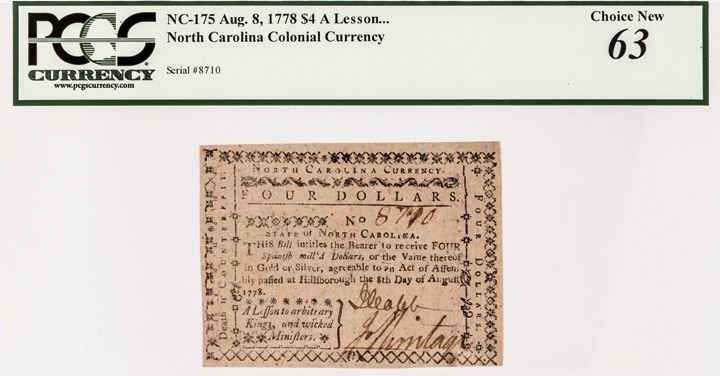 PCGS
CURRENCY
www.pcgscurrency.com
NC-175 Aug. 8, 1778 $4 A Lesson...
North Carolina Colonial Currency
Serial #8710
Choice New
63
NORTH CAROLINA CURRENCY.
FOUR DOLLARS.
No 8710
STATE of NORTH CAROLINA.
THIS Bill intitles the Bearer to receive FOUR
Spanish mill'd Dollars, or the Value thereof
in Gold or Silver, agreeable to an Act of Assem
bly passed at Hillsborough the 8th Day of August
1778.
A Lesson to arbitrary
Kings, and wicked
Ministers.
Death to Counterfeit
FOUR DOLLARS.